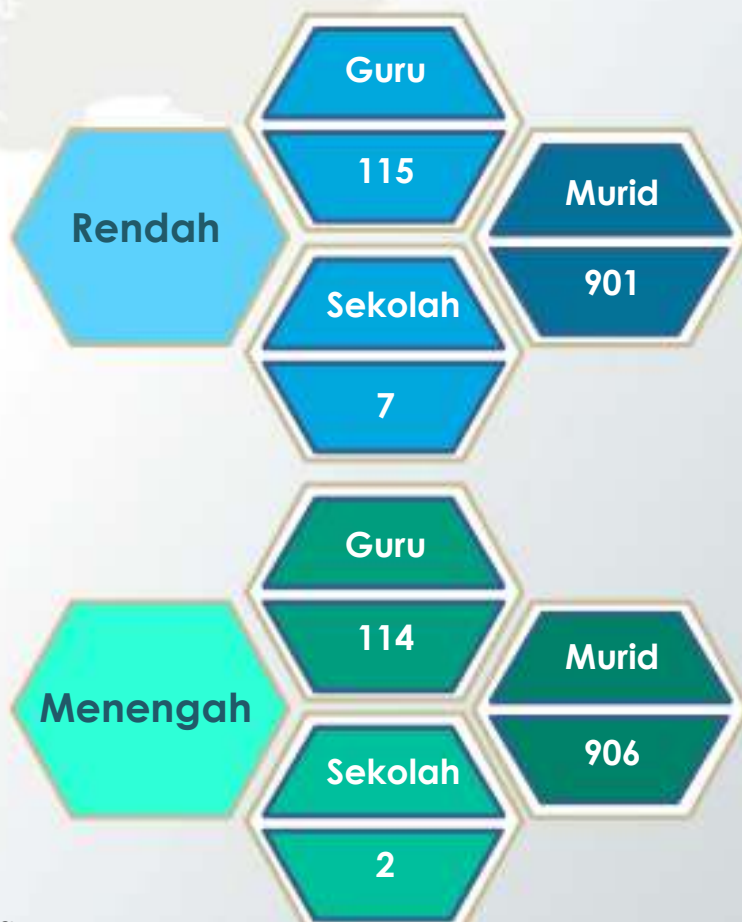 Rendah
Guru
115
Sekolah
7
Murid
901
Menengah
Guru
114
Sekolah
2
Murid
906